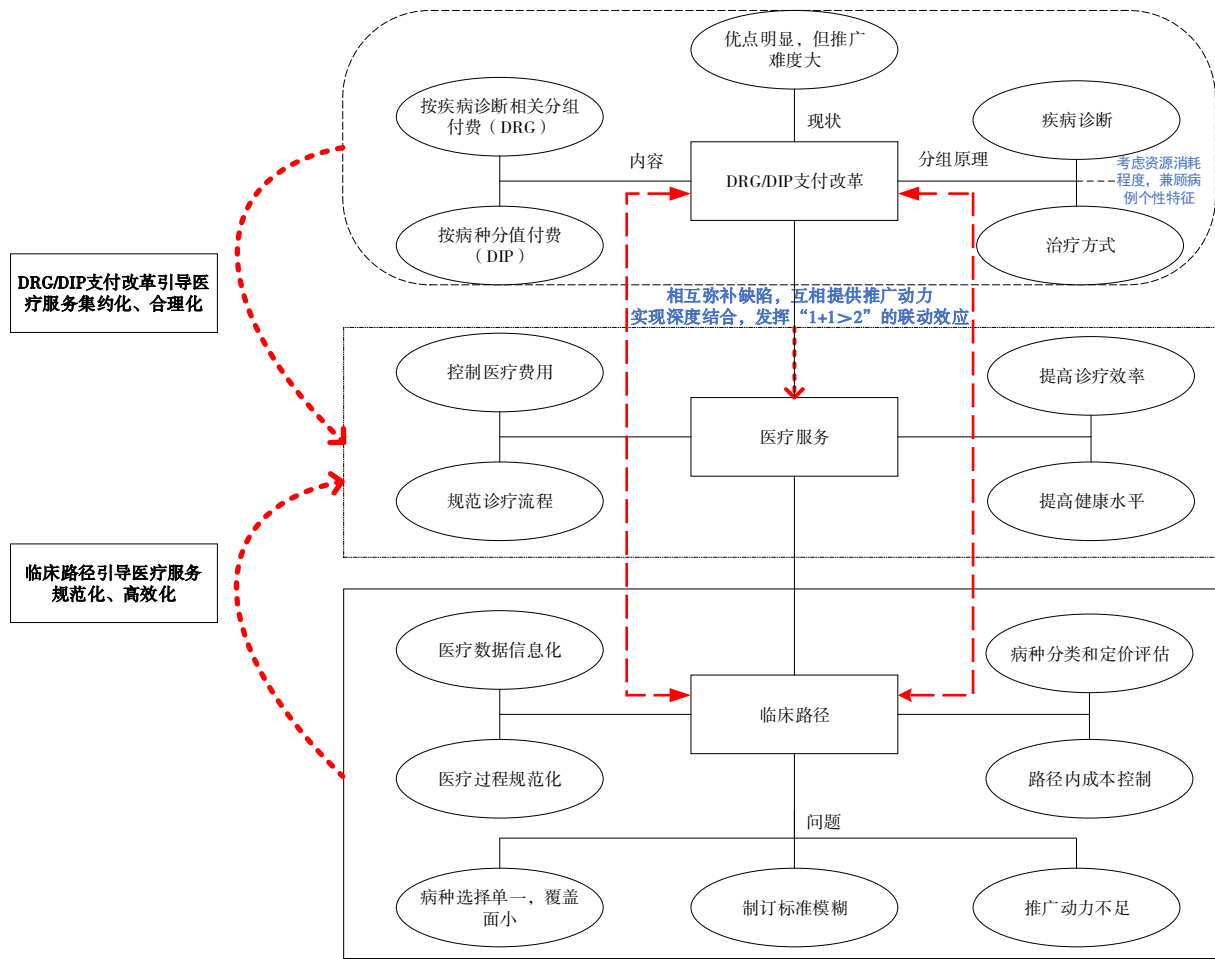 优点明显，但推广
难度大
现状
按疾病诊断相关分组
付费（DRG）
内容
按病种分值付费
（DIP）
DRG/DIP支付改革
分组原理
疾病诊断
考虑资源消耗
程度，兼顾病
例个性特征
治疗方式
DRG/DIP支付改革引导医
疗服务集约化、合理化
相互弥补缺陷，互相提供推广动力
实现深度结合，发挥“1+1＞2”的联动效应
控制医疗费用
规范诊疗流程
医疗服务
提高诊疗效率
提高健康水平
临床路径引导医疗服务
规范化、高效化
医疗数据信息化
医疗过程规范化
临床路径
病种分类和定价评估
路径内成本控制
问题
病种选择单一，覆盖
面小
制订标准模糊
推广动力不足